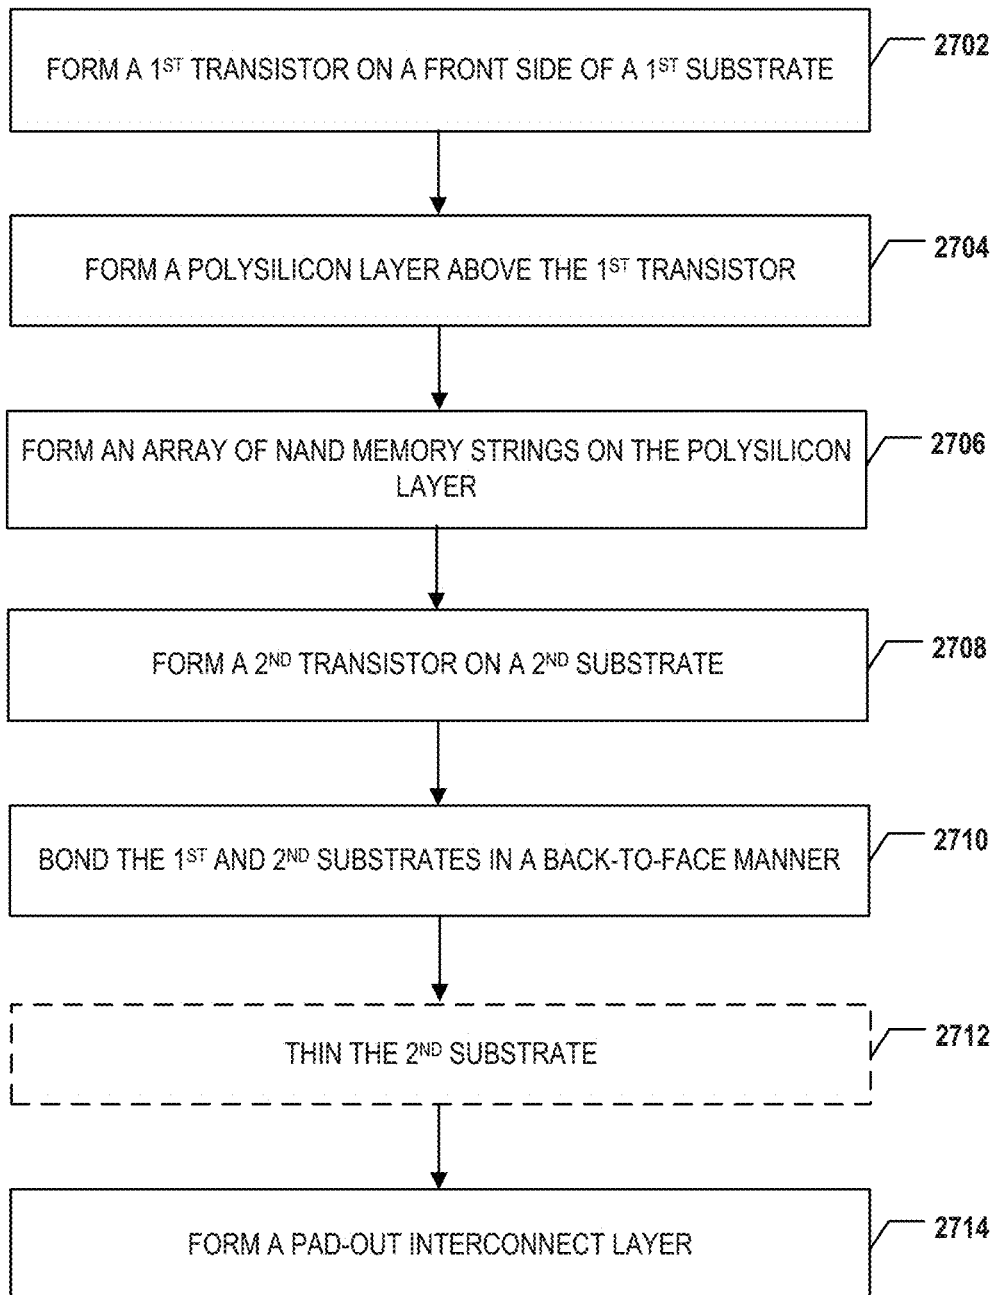 FORM A 1ST TRANSISTOR ON A FRONT SIDE OF A 1ST SUBSTRATE
2702
FORM A POLYSILICON LAYER ABOVE THE 1ST TRANSISTOR
2704
FORM AN ARRAY OF NAND MEMORY STRINGS ON THE POLYSILICON
LAYER
2706
FORM A 2ND TRANSISTOR ON A 2ND SUBSTRATE
2708
BOND THE 1ST AND 2ND SUBSTRATES IN A BACK-TO-FACE MANNER
2710
THIN THE 2ND SUBSTRATE
2712
FORM A PAD-OUT INTERCONNECT LAYER
2714